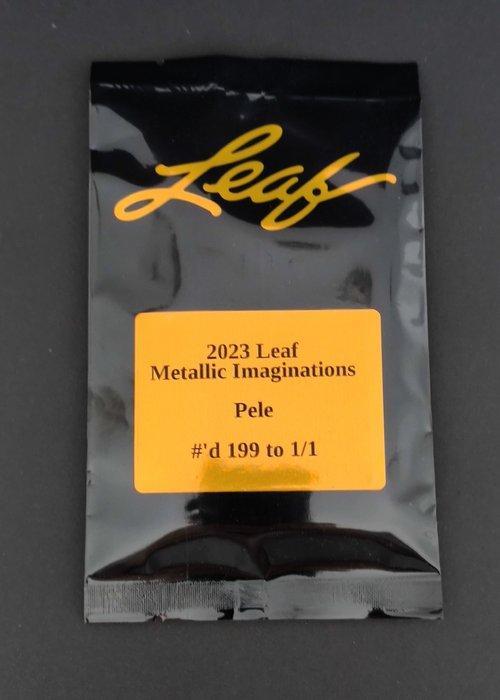 Leaf
2023 Leaf
Metallic Imaginations
Pele
#'d 199 to 1/1